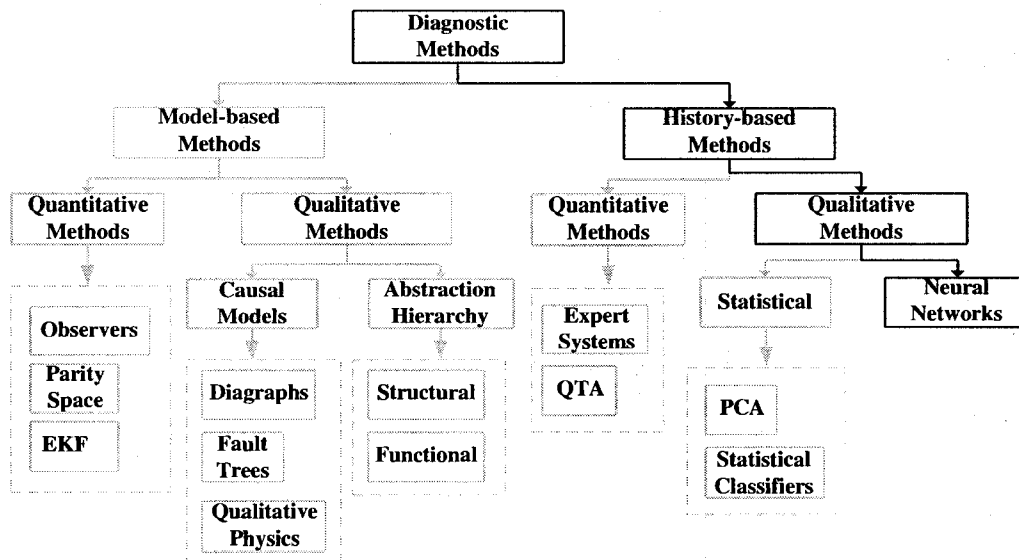 Diagnostic
Methods
Model-based
Methods
History-based
Methods
Quantitative
Methods
Qualitative
Methods
Quantitative
Methods
Qualitative
Methods
Causal
Models
Abstraction
Hierarchy
Statistical
Neural
Networks
Observers
Parity
Space
EKF
Diagraphs
Fault
Trees
Qualitative
Physics
Structural
Functional
Expert
Systems
QTA
PCA
Statistical
Classifiers